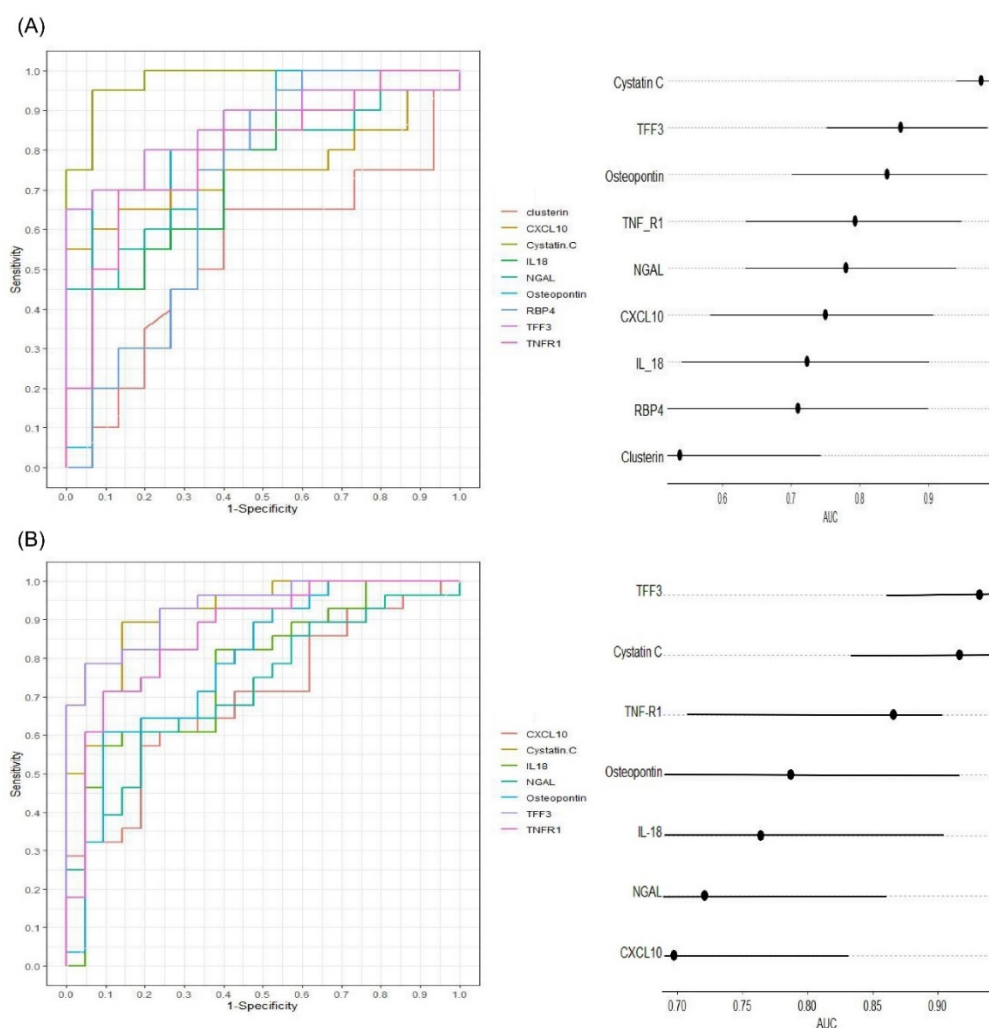 (A)
1.0
0.9
0.8
0.7
0.6
0.5
0.4
0.3
0.2
0.1
0.0
Sensitivity
0.0 0.1 0.2 0.3 0.4 0.5 0.6 0.7 0.8 0.9 1.0
1-Specificity
clusterin
CXCL10
Cystatin.C
IL18
NGAL
Osteopontin
RBP4
TFF3
TNFR1
Cystatin C
TFF3
Osteopontin
TNF_R1
NGAL
CXCL10
IL_18
RBP4
Clusterin
0.6 0.7 0.8 0.9
AUC
(B)
1.0
0.9
0.8
0.7
0.6
0.5
0.4
0.3
0.2
0.1
0.0
Sensitivity
0.0 0.1 0.2 0.3 0.4 0.5 0.6 0.7 0.8 0.9 1.0
1-Specificity
CXCL10
Cystatin.C
IL18
NGAL
Osteopontin
TFF3
TNFR1
TFF3
Cystatin C
TNF-R1
Osteopontin
IL-18
NGAL
CXCL10
0.70 0.75 0.80 0.85 0.90
AUC